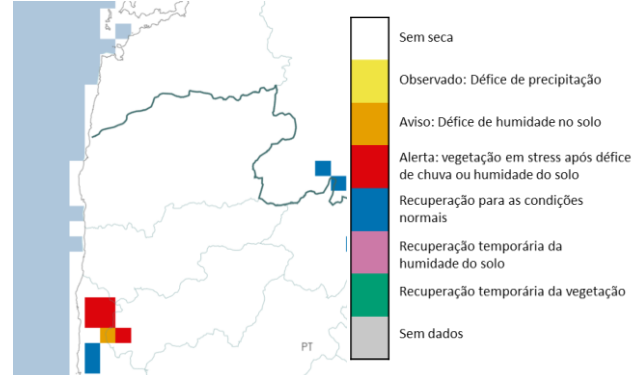 Sem seca
Observado: Défice de precipitação
Aviso: Défice de humidade no solo
Alerta: vegetação em stress após défice
de chuva ou humidade do solo
Recuperação para as condições
normais
Recuperação temporária da
humidade do solo
Recuperação temporária da vegetação
Sem dados
PT